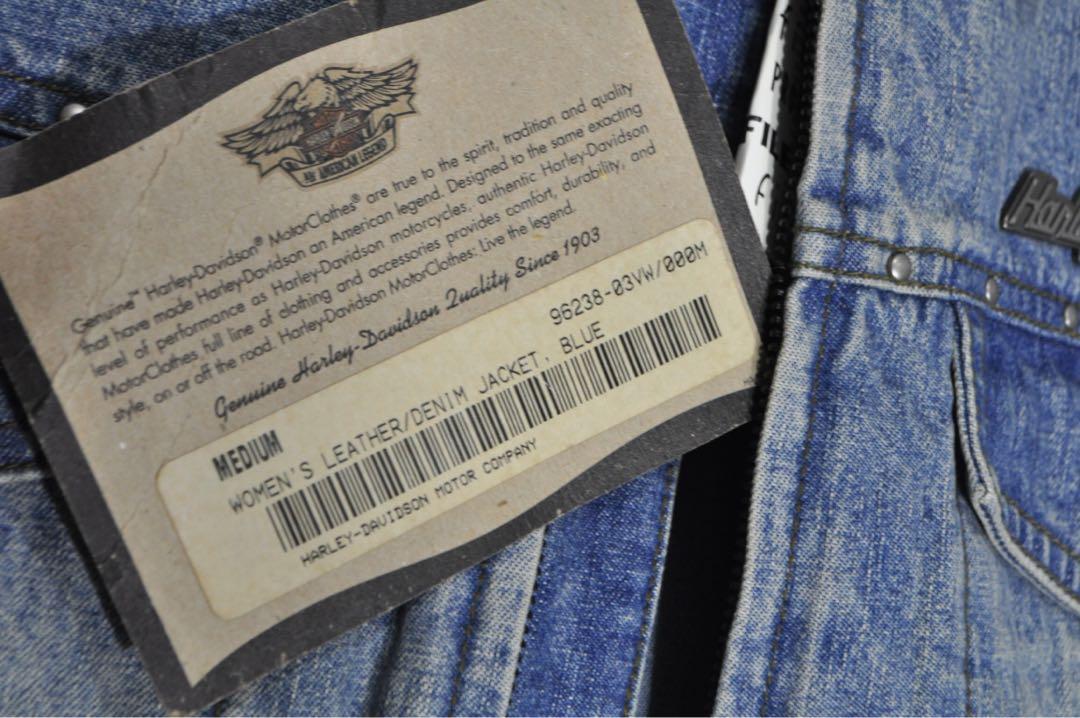 AN AMERICAN LEGEND
Genuine™ Harley-Davidson® MotorClothes® are true to the spirit, tradition and quality
that have made Harley-Davidson an American legend. Designed to the same exacting
level of performance as Harley-Davidson motorcycles, authentic Harley-Davidson
MotorClothes full line of clothing and accessories provides comfort, durability, and
style, on or off the road. Harley-Davidson MotorClothes: Live the legend.
Genuine Harley-Davidson Quality Since 1903
96238-03VW/000M
MEDIUM
WOMEN'S LEATHER/DENIM JACKET, BLUE
HARLEY-DAVIDSON MOTOR COMPANY